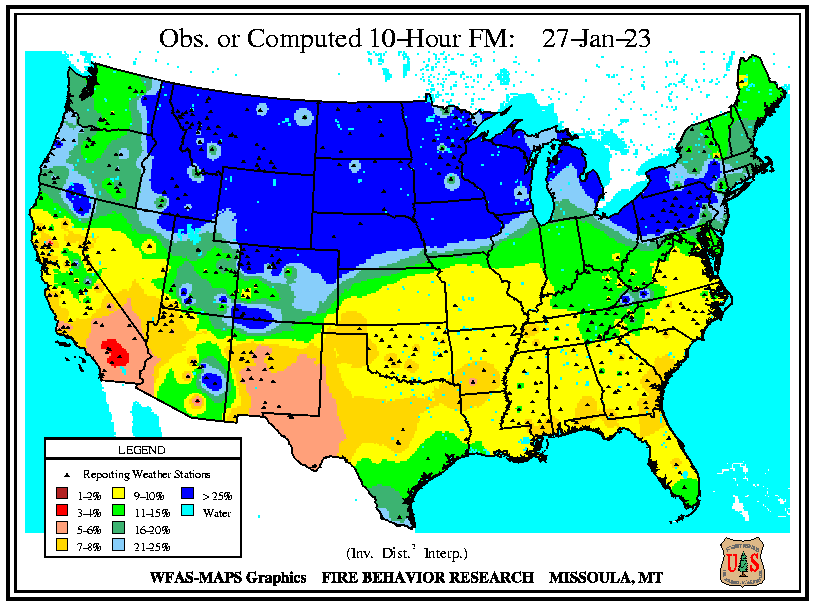 Obs. or Computed 10-Hour FM: 27-Jan-23
LEGEND
Reporting Weather Stations
1-2% 9-10% > 25%
3-4% 11-15% Water
5-6% 16-20%
7-8% 21-25%
(Inv. Dist.² Interp.)
WFAS-MAPS Graphics FIRE BEHAVIOR RESEARCH MISSOULA, MT
U S